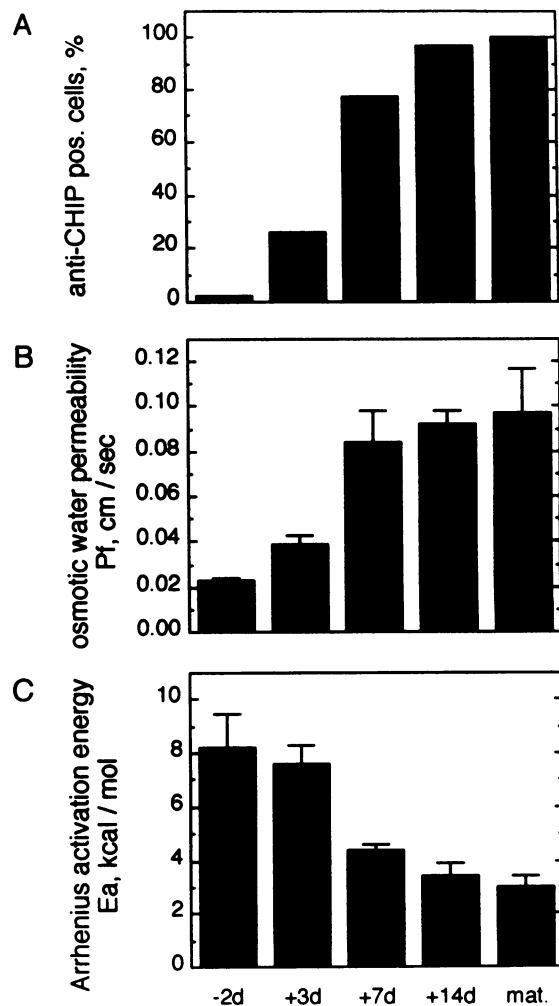 A
anti-CHIP pos. cells, %
100
80
60
40
20
0
B
osmotic water permeability
Pf, cm / sec
0.12
0.10
0.08
0.06
0.04
0.02
0.00
C
Arrhenius activation energy
Ea, kcal / mol
10
8
6
4
2
0
-2d +3d +7d +14d mat.